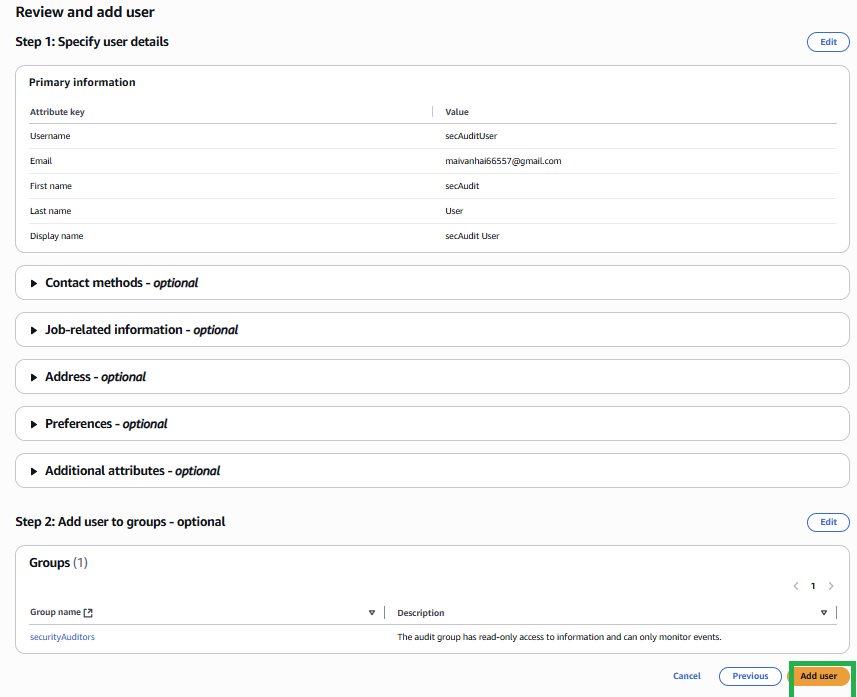 Review and add user
Step 1: Specify user details
Edit
Primary information
Attribute key
Value
Username
secAuditUser
Email
maivanhai66557@gmail.com
First name
secAudit
Last name
User
Display name
secAudit User
Contact methods - optional
Job-related information - optional
Address - optional
Preferences - optional
Additional attributes - optional
Step 2: Add user to groups - optional
Edit
Groups (1)
1
Group name
Description
securityAuditors
The audit group has read-only access to information and can only monitor events.
Cancel
Previous
Add user